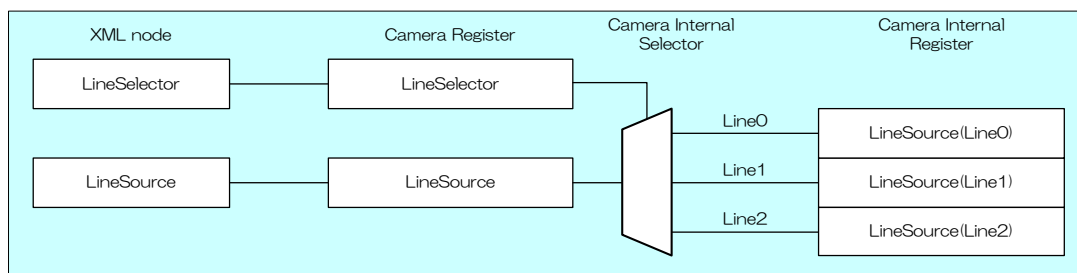 XML node
Camera Register
Camera Internal
Selector
Camera Internal
Register
LineSelector
LineSelector
Line0
LineSource(Line0)
LineSource
LineSource
Line1
LineSource(Line1)
Line2
LineSource(Line2)